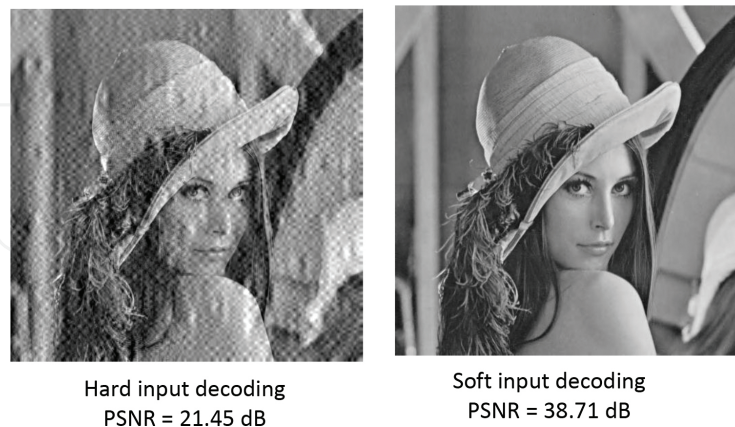 Hard input decoding
PSNR = 21.45 dB
Soft input decoding
PSNR = 38.71 dB